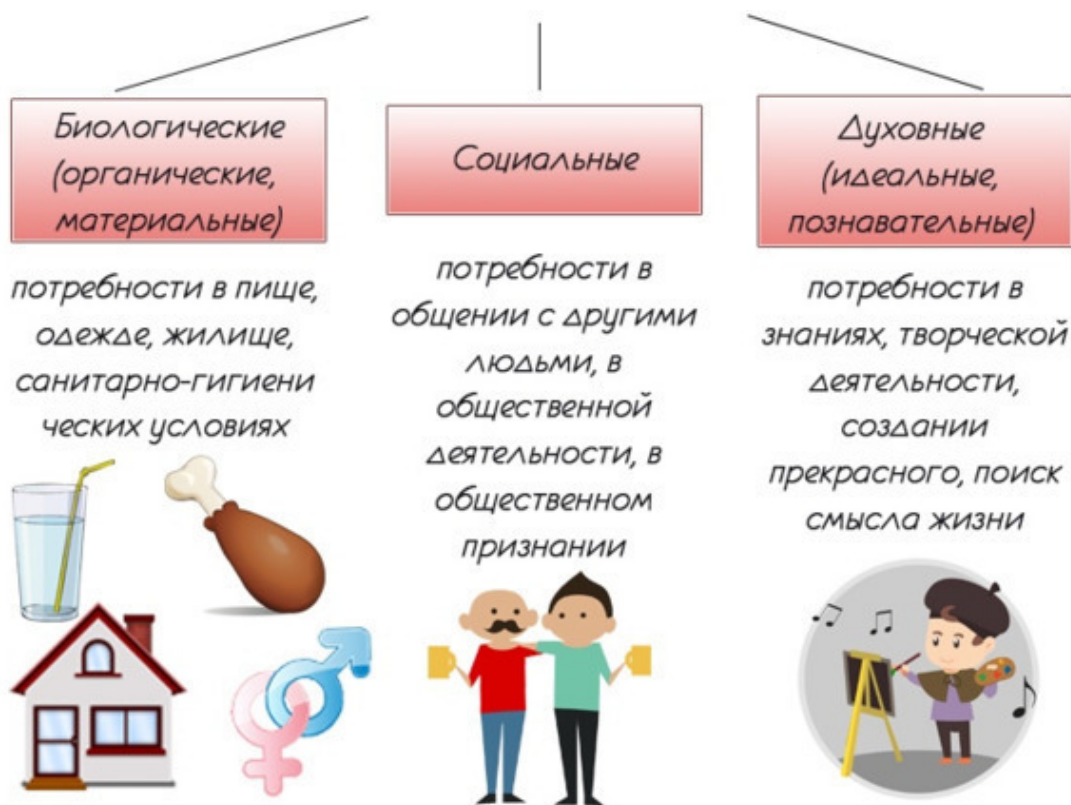 Биологические
(органические,
материальные)
потребности в пище,
одежде, жилище,
санитарно-гигиени
ческих условиях
Социальные
потребности в
общении с другими
людьми, в
общественной
деятельности, в
общественном
признании
Духовные
(идеальные,
познавательные)
потребности в
знаниях, творческой
деятельности,
создании
прекрасного, поиск
смысла жизни